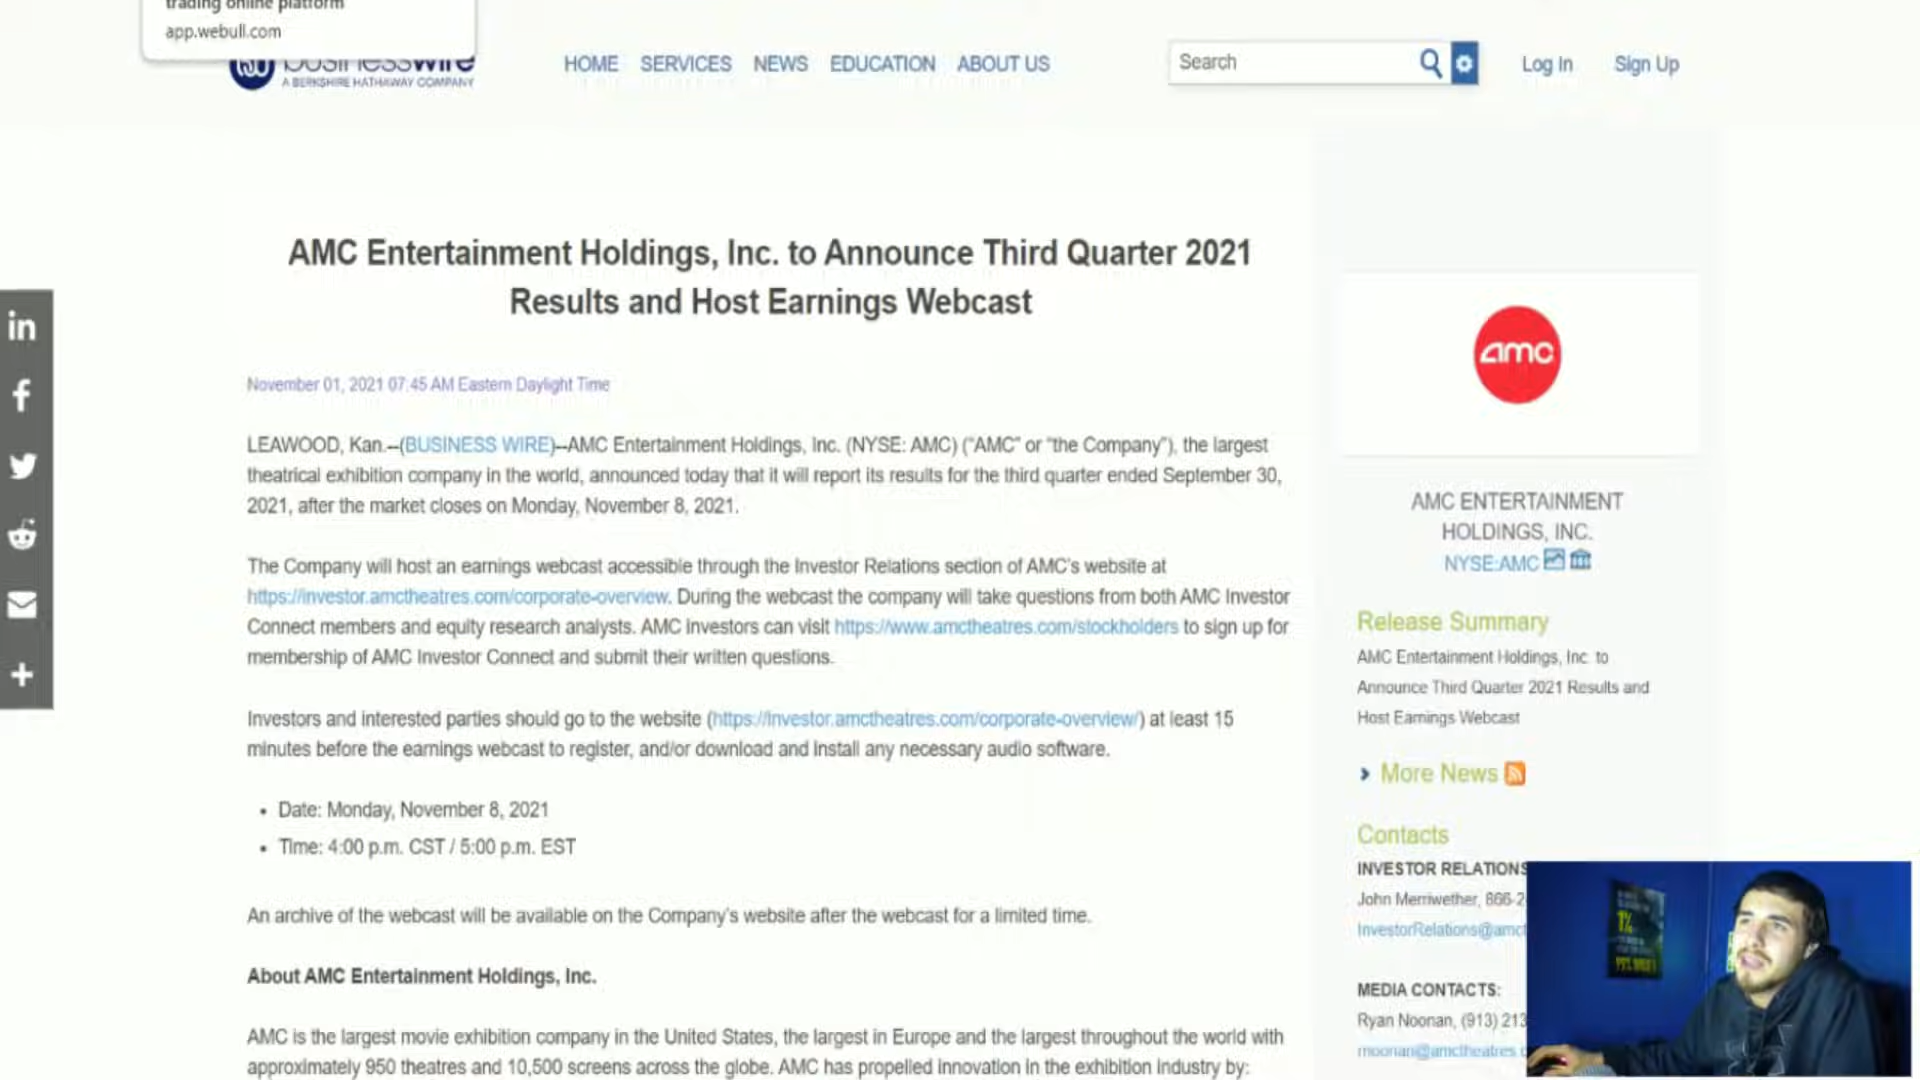 trading online platform
app.webull.com
businesswire
A BERKSHIRE HATHAWAY COMPANY
HOME SERVICES NEWS EDUCATION ABOUT US
Search
Log In Sign Up
AMC Entertainment Holdings, Inc. to Announce Third Quarter 2021
Results and Host Earnings Webcast
November 01, 2021 07:45 AM Eastern Daylight Time
LEAWOOD, Kan.--(BUSINESS WIRE)--AMC Entertainment Holdings, Inc. (NYSE: AMC) (“AMC” or “the Company”), the largest
theatrical exhibition company in the world, announced today that it will report its results for the third quarter ended September 30,
2021, after the market closes on Monday, November 8, 2021.
The Company will host an earnings webcast accessible through the Investor Relations section of AMC’s website at
https://investor.amctheatres.com/corporate-overview. During the webcast the company will take questions from both AMC Investor
Connect members and equity research analysts. AMC investors can visit https://www.amctheatres.com/stockholders to sign up for
membership of AMC Investor Connect and submit their written questions.
Investors and interested parties should go to the website (https://investor.amctheatres.com/corporate-overview/) at least 15
minutes before the earnings webcast to register, and/or download and install any necessary audio software.
• Date: Monday, November 8, 2021
• Time: 4:00 p.m. CST / 5:00 p.m. EST
An archive of the webcast will be available on the Company’s website after the webcast for a limited time.
About AMC Entertainment Holdings, Inc.
AMC is the largest movie exhibition company in the United States, the largest in Europe and the largest throughout the world with
approximately 950 theatres and 10,500 screens across the globe. AMC has propelled innovation in the exhibition industry by:
amc
AMC ENTERTAINMENT
HOLDINGS, INC.
NYSE:AMC
Release Summary
AMC Entertainment Holdings, Inc. to
Announce Third Quarter 2021 Results and
Host Earnings Webcast
More News
Contacts
INVESTOR RELATIONS
John Merriwether, 866-2
InvestorRelations@amct
MEDIA CONTACTS:
Ryan Noonan, (913) 213
rnoonan@amctheatres.c
1%